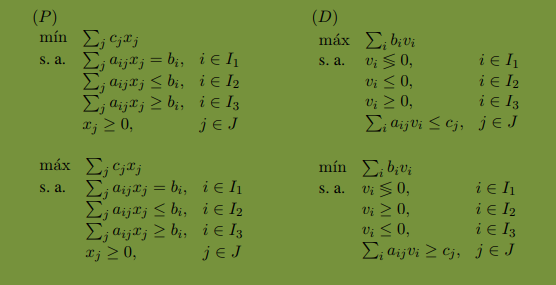 (P) (D)
mín ∑_j c_j x_j máx ∑_i b_i v_i
s. a. ∑_j a_ij x_j = b_i, i ∈ I_1 s. a. v_i ≶ 0, i ∈ I_1
∑_j a_ij x_j ≤ b_i, i ∈ I_2 v_i ≤ 0, i ∈ I_2
∑_j a_ij x_j ≥ b_i, i ∈ I_3 v_i ≥ 0, i ∈ I_3
x_j ≥ 0, j ∈ J ∑_i a_ij v_i ≤ c_j, j ∈ J
máx ∑_j c_j x_j mín ∑_i b_i v_i
s. a. ∑_j a_ij x_j = b_i, i ∈ I_1 s. a. v_i ≶ 0, i ∈ I_1
∑_j a_ij x_j ≤ b_i, i ∈ I_2 v_i ≥ 0, i ∈ I_2
∑_j a_ij x_j ≥ b_i, i ∈ I_3 v_i ≤ 0, i ∈ I_3
x_j ≥ 0, j ∈ J ∑_i a_ij v_i ≥ c_j, j ∈ J